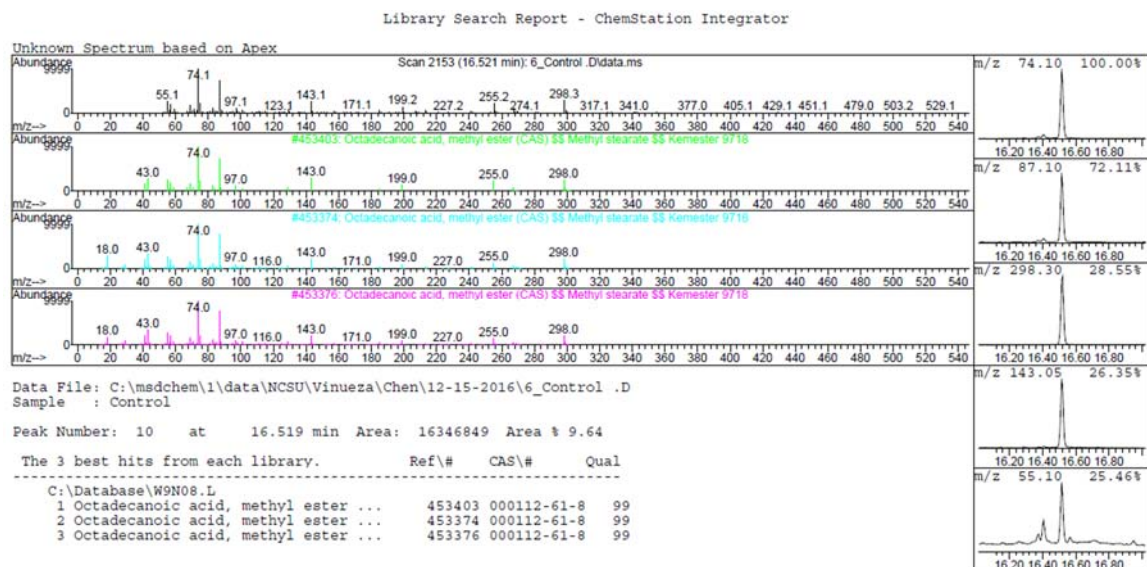 Library Search Report - ChemStation Integrator
Unknown Spectrum based on Apex
Abundance
Scan 2153 (16.521 min): 6_Control .D\data.ms
9999
74.1
55.1 97.1 123.1 143.1 171.1 199.2 227.2 255.2 274.1 298.3 317.1 341.0 377.0 405.1 429.1 451.1 479.0 503.2 529.1
0
m/z--> 0 20 40 60 80 100 120 140 160 180 200 220 240 260 280 300 320 340 360 380 400 420 440 460 480 500 520 540
Abundance
#453403: Octadecanoic acid, methyl ester (CAS) $$ Methyl stearate $$ Kemester 9718
9999
74.0
43.0 97.0 143.0 199.0 255.0 298.0
0
m/z--> 0 20 40 60 80 100 120 140 160 180 200 220 240 260 280 300 320 340 360 380 400 420 440 460 480 500 520 540
Abundance
#453374: Octadecanoic acid, methyl ester (CAS) $$ Methyl stearate $$ Kemester 9718
9999
74.0
18.0 43.0 97.0 116.0 143.0 171.0 199.0 227.0 255.0 298.0
0
m/z--> 0 20 40 60 80 100 120 140 160 180 200 220 240 260 280 300 320 340 360 380 400 420 440 460 480 500 520 540
Abundance
#453376: Octadecanoic acid, methyl ester (CAS) $$ Methyl stearate $$ Kemester 9718
9999
74.0
18.0 43.0 97.0 116.0 143.0 171.0 199.0 227.0 255.0 298.0
0
m/z--> 0 20 40 60 80 100 120 140 160 180 200 220 240 260 280 300 320 340 360 380 400 420 440 460 480 500 520 540
Data File: C:\msdchem\1\data\NCSU\Vinueza\Chen\12-15-2016\6_Control .D
Sample : Control
Peak Number: 10 at 16.519 min Area: 16346849 Area % 9.64
The 3 best hits from each library. Ref\# CAS\# Qual
C:\Database\W9N08.L
1 Octadecanoic acid, methyl ester ... 453403 000112-61-8 99
2 Octadecanoic acid, methyl ester ... 453374 000112-61-8 99
3 Octadecanoic acid, methyl ester ... 453376 000112-61-8 99
m/z 74.10 100.00%
16.20 16.40 16.60 16.80
m/z 87.10 72.11%
16.20 16.40 16.60 16.80
m/z 298.30 28.55%
16.20 16.40 16.60 16.80
m/z 143.05 26.35%
16.20 16.40 16.60 16.80
m/z 55.10 25.46%
16.20 16.40 16.60 16.80